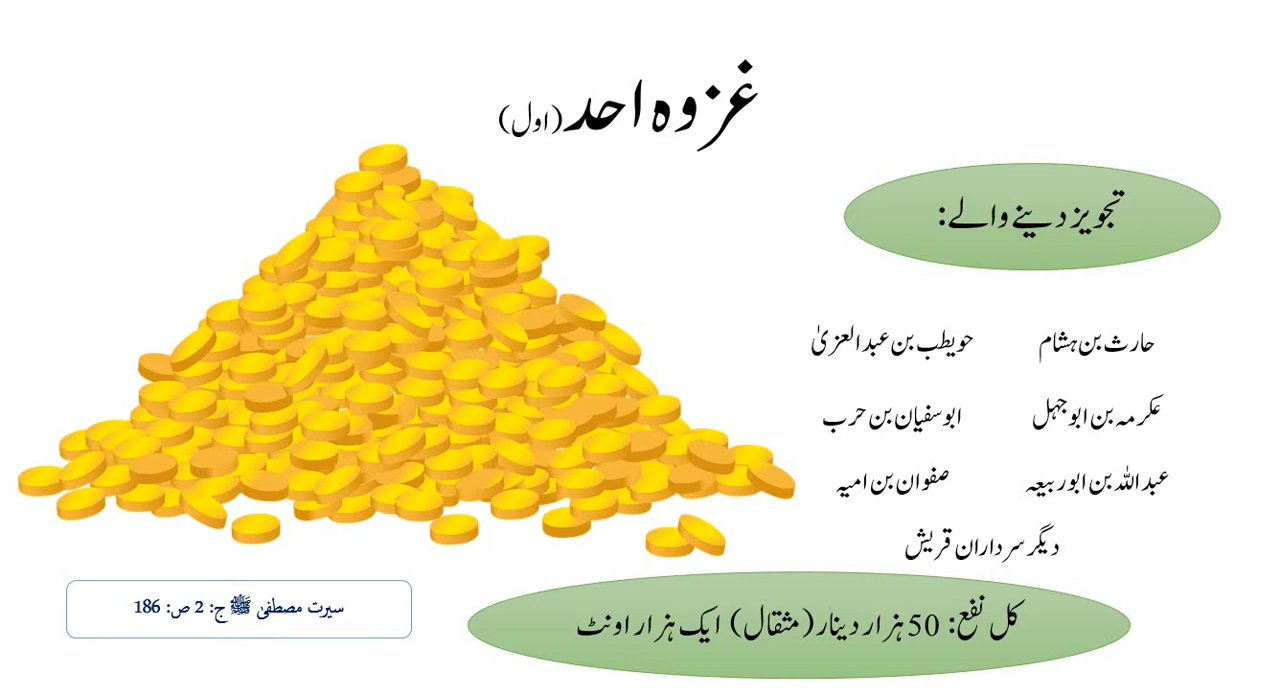 غزوہ احد (اول)
تجویز دینے والے:
حارث بن ہشام حویطب بن عبد العزیٰ
عکرمہ بن ابو جہل ابو سفیان بن حرب
عبد اللہ بن ابو ربیعہ صفوان بن امیہ
دیگر سرداران قریش
کل نفع: 50 ہزار دینار (مثقال) ایک ہزار اونٹ
سیرت مصطفیٰ ﷺ ج: 2 ص: 186